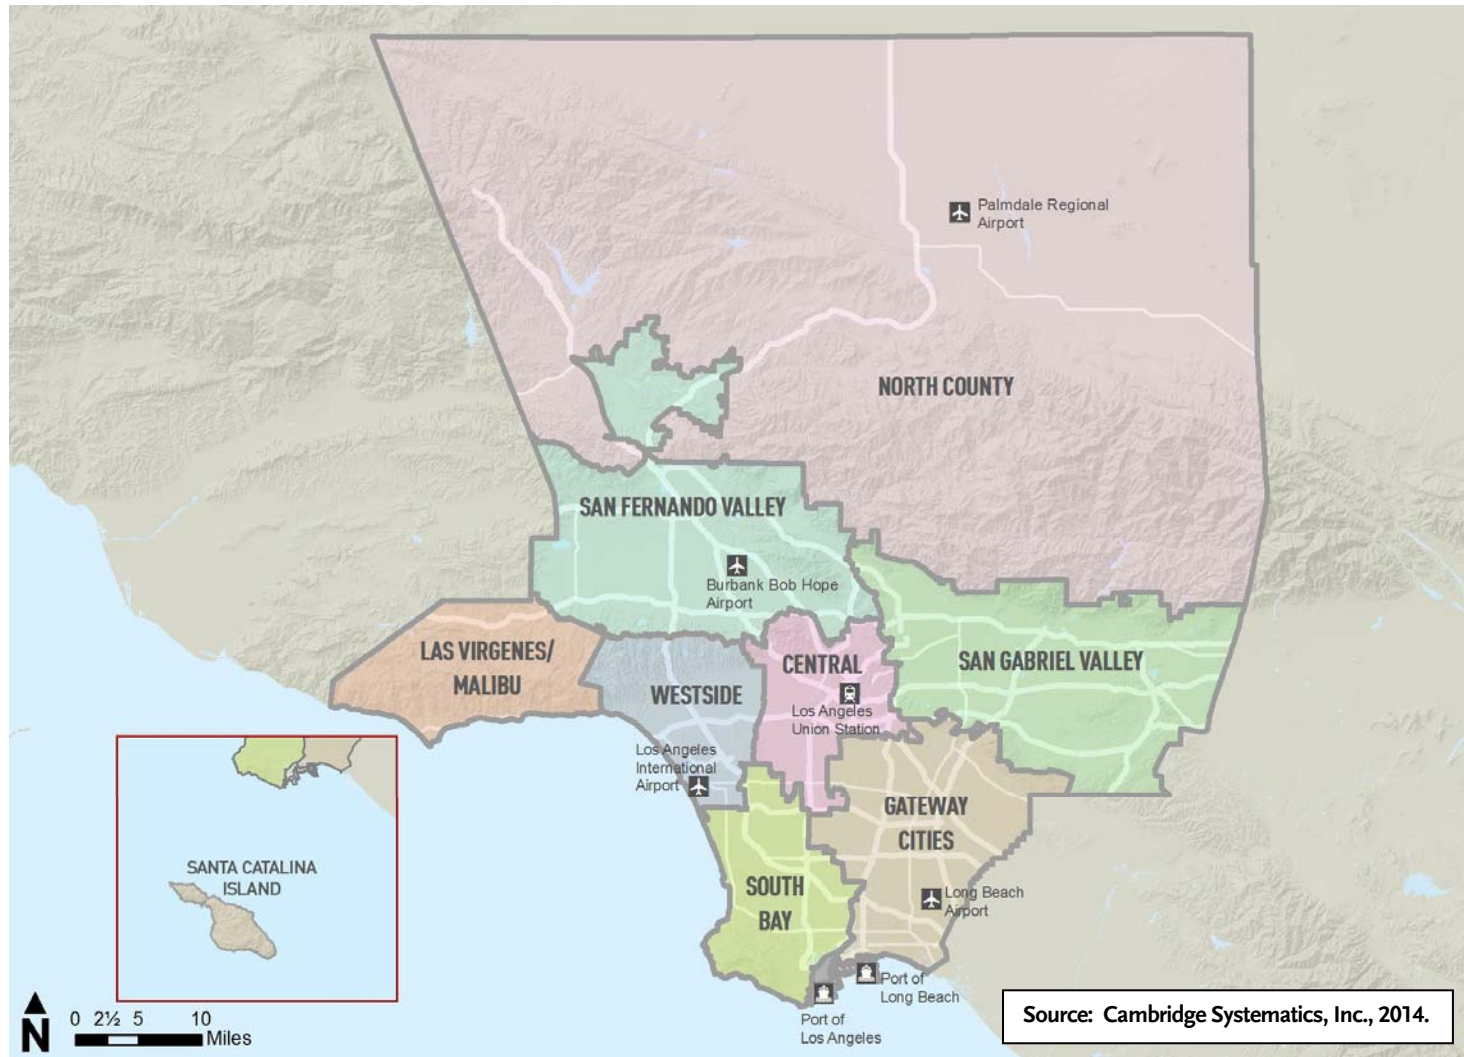 Palmdale Regional
Airport
NORTH COUNTY
SAN FERNANDO VALLEY
Burbank Bob Hope
Airport
LAS VIRGENES/
MALIBU
WESTSIDE
CENTRAL
SAN GABRIEL VALLEY
Los Angeles
Union Station
Los Angeles
International
Airport
GATEWAY
CITIES
SOUTH
BAY
Long Beach
Airport
SANTA CATALINA
ISLAND
Port of
Long Beach
Port of
Los Angeles
N
0 2½ 5 10
Miles
Source: Cambridge Systematics, Inc., 2014.